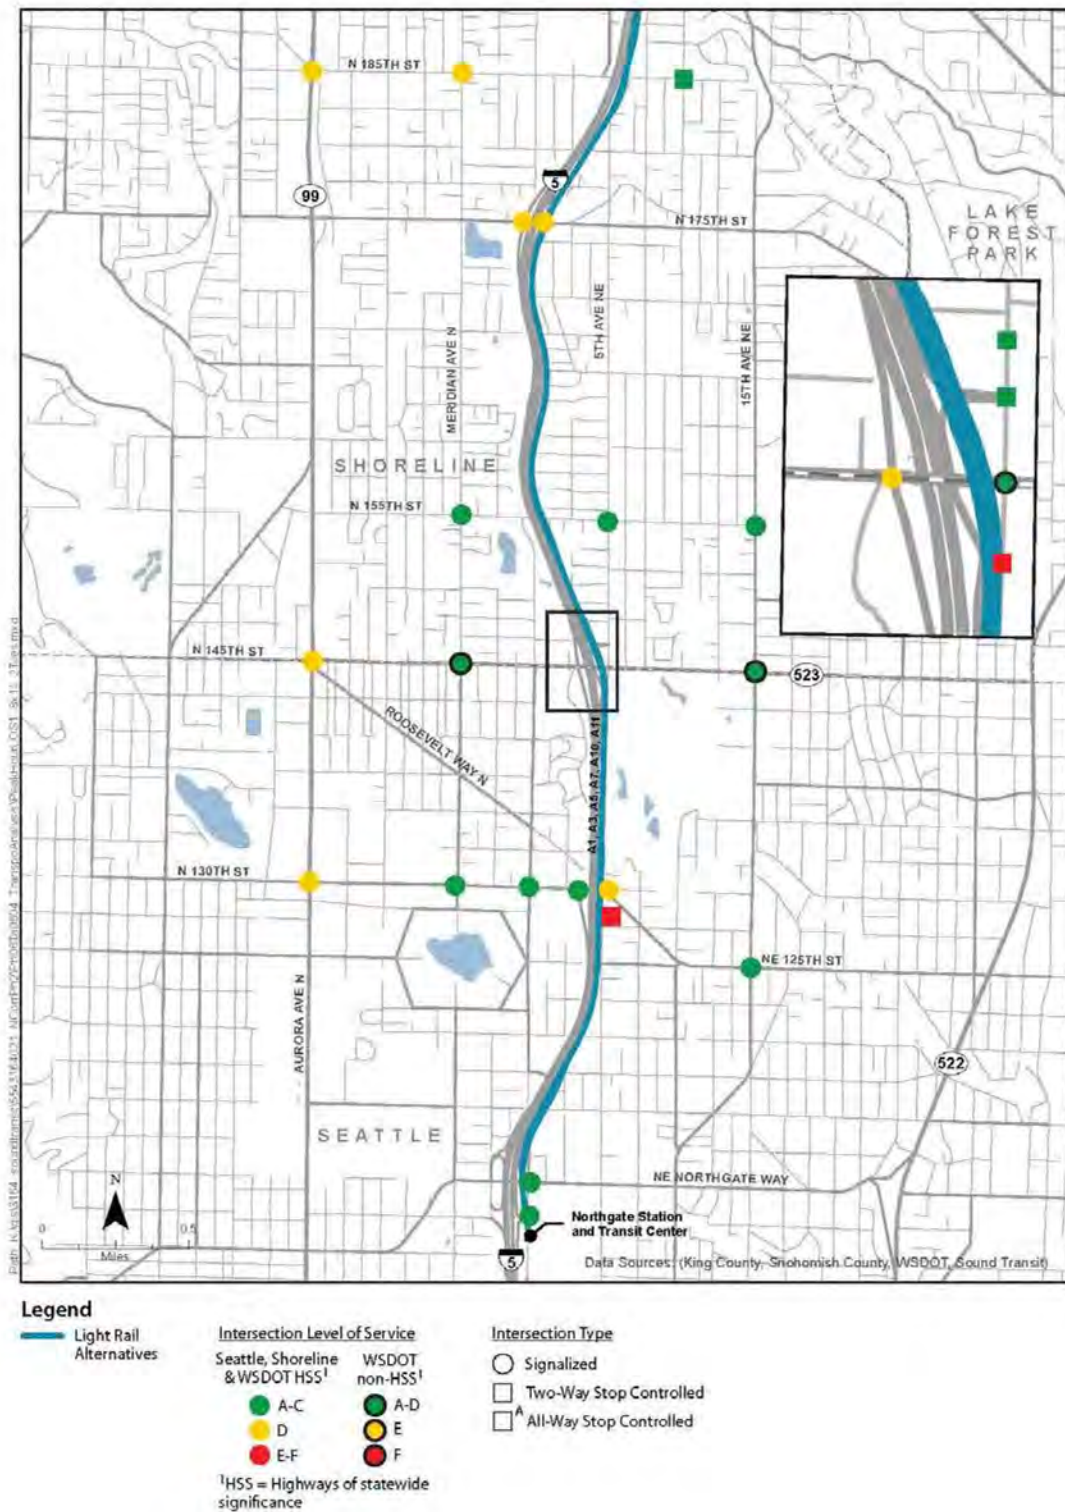 N 185TH ST
5
99
N 175TH ST
LAKE
FOREST
PARK
MERIDIAN AVE N
5TH AVE NE
15TH AVE NE
SHORELINE
N 155TH ST
N 145TH ST
523
ROOSEVELT WAY N
A1, A3, A5, A7, A10, A11
N 130TH ST
NE 125TH ST
AURORA AVE N
522
SEATTLE
NE NORTHGATE WAY
N
0 0.5
Miles
Northgate Station
and Transit Center
5
Data Sources: (King County, Snohomish County, WSDOT, Sound Transit)
Legend
Light Rail
Alternatives
Intersection Level of Service
Seattle, Shoreline
& WSDOT HSS¹
WSDOT
non-HSS¹
A-C
A-D
D
E
E-F
F
¹HSS = Highways of statewide
significance
Intersection Type
Signalized
Two-Way Stop Controlled
A All-Way Stop Controlled